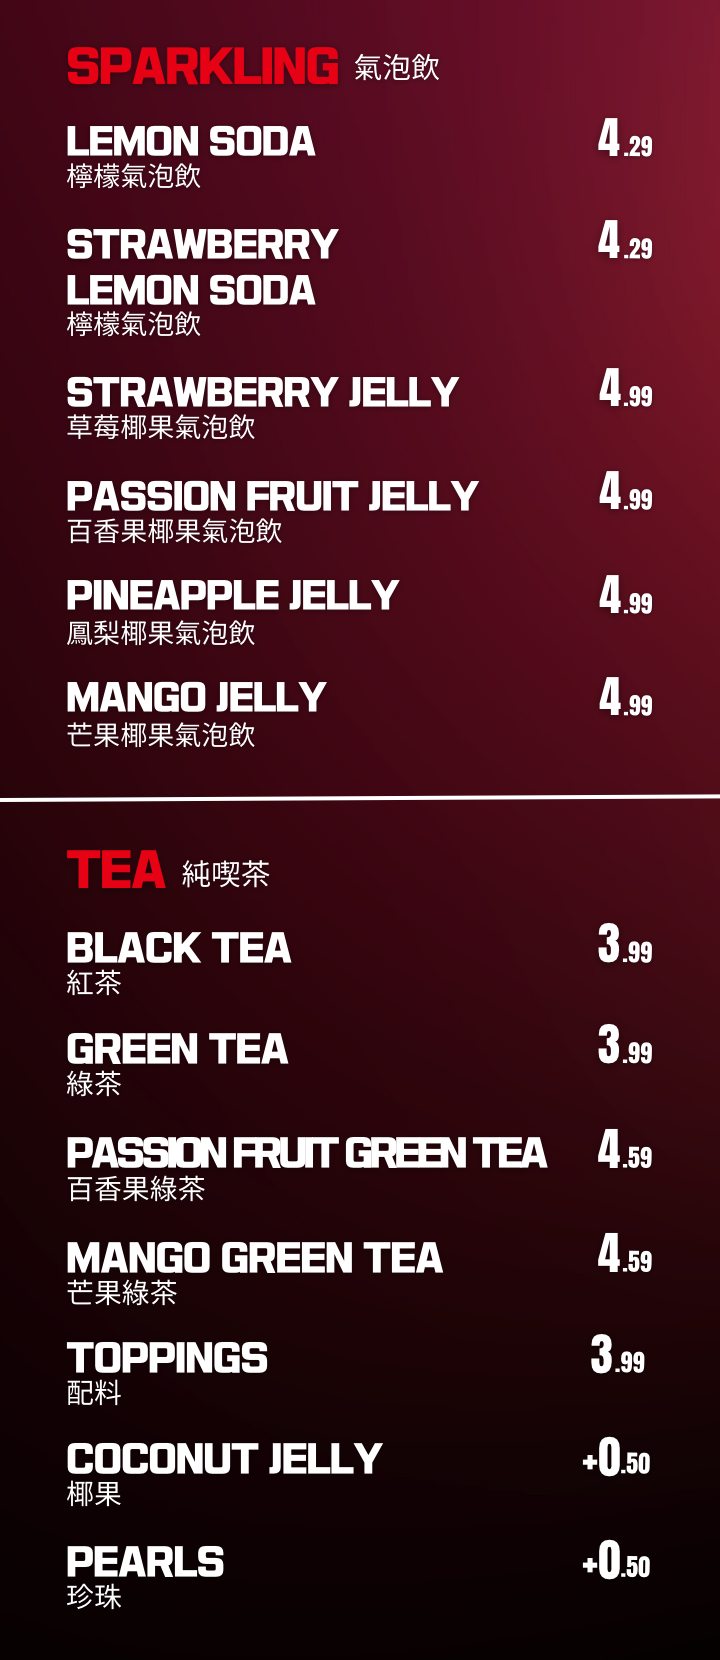 SPARKLING 氣泡飲
LEMON SODA 4.29
檸檬氣泡飲
STRAWBERRY 4.29
LEMON SODA
檸檬氣泡飲
STRAWBERRY JELLY 4.99
草莓椰果氣泡飲
PASSION FRUIT JELLY 4.99
百香果椰果氣泡飲
PINEAPPLE JELLY 4.99
鳳梨椰果氣泡飲
MANGO JELLY 4.99
芒果椰果氣泡飲
TEA 純喫茶
BLACK TEA 3.99
紅茶
GREEN TEA 3.99
綠茶
PASSION FRUIT GREEN TEA 4.59
百香果綠茶
MANGO GREEN TEA 4.59
芒果綠茶
TOPPINGS 3.99
配料
COCONUT JELLY +0.50
椰果
PEARLS +0.50
珍珠